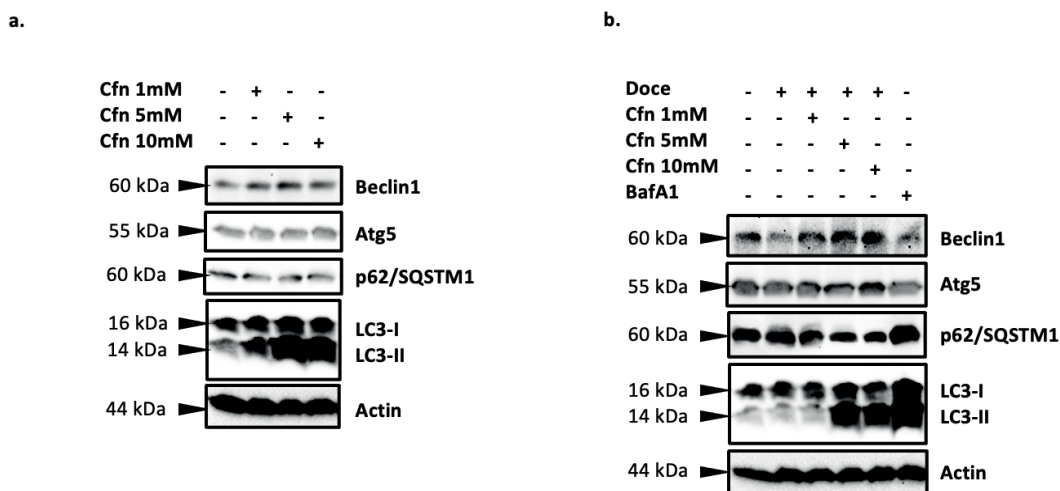 a.
Cfn 1mM - + - -
Cfn 5mM - - + -
Cfn 10mM - - - +
60 kDa Beclin1
55 kDa Atg5
60 kDa p62/SQSTM1
16 kDa LC3-I
14 kDa LC3-II
44 kDa Actin
b.
Doce - + + + + -
Cfn 1mM - - + - - -
Cfn 5mM - - - + - -
Cfn 10mM - - - - + -
BafA1 - - - - - +
60 kDa Beclin1
55 kDa Atg5
60 kDa p62/SQSTM1
16 kDa LC3-I
14 kDa LC3-II
44 kDa Actin